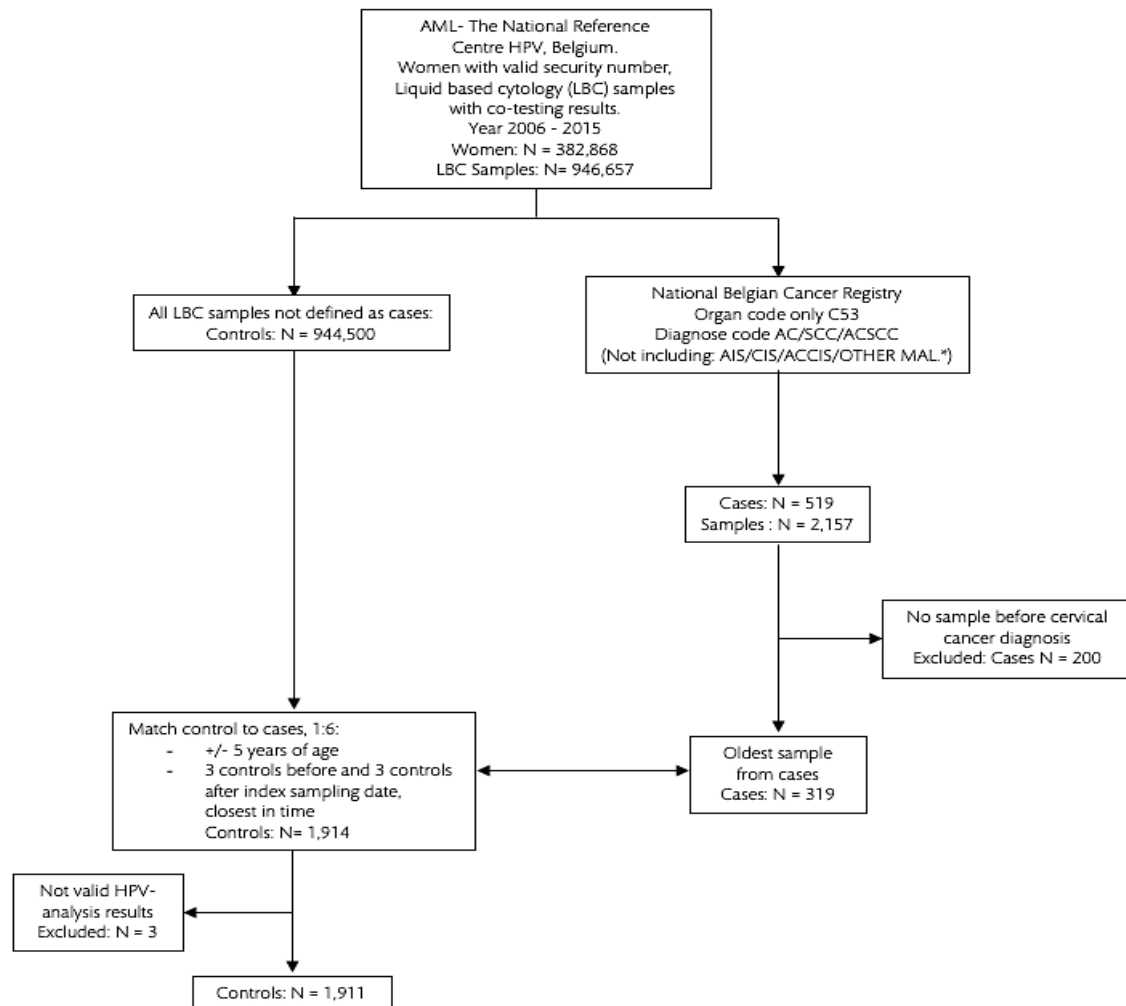 AML- The National Reference
Centre HPV, Belgium.
Women with valid security number,
Liquid based cytology (LBC) samples
with co-testing results.
Year 2006 - 2015
Women: N = 382,868
LBC Samples: N= 946,657
All LBC samples not defined as cases:
Controls: N = 944,500
National Belgian Cancer Registry
Organ code only C53
Diagnose code AC/SCC/ACSCC
(Not including: AIS/CIS/ACCIS/OTHER MAL.*)
Cases: N = 519
Samples : N = 2,157
No sample before cervical
cancer diagnosis
Excluded: Cases N = 200
Match control to cases, 1:6:
- +/- 5 years of age
- 3 controls before and 3 controls
after index sampling date,
closest in time
Controls: N= 1,914
Oldest sample
from cases
Cases: N = 319
Not valid HPV-
analysis results
Excluded: N = 3
Controls: N = 1,911